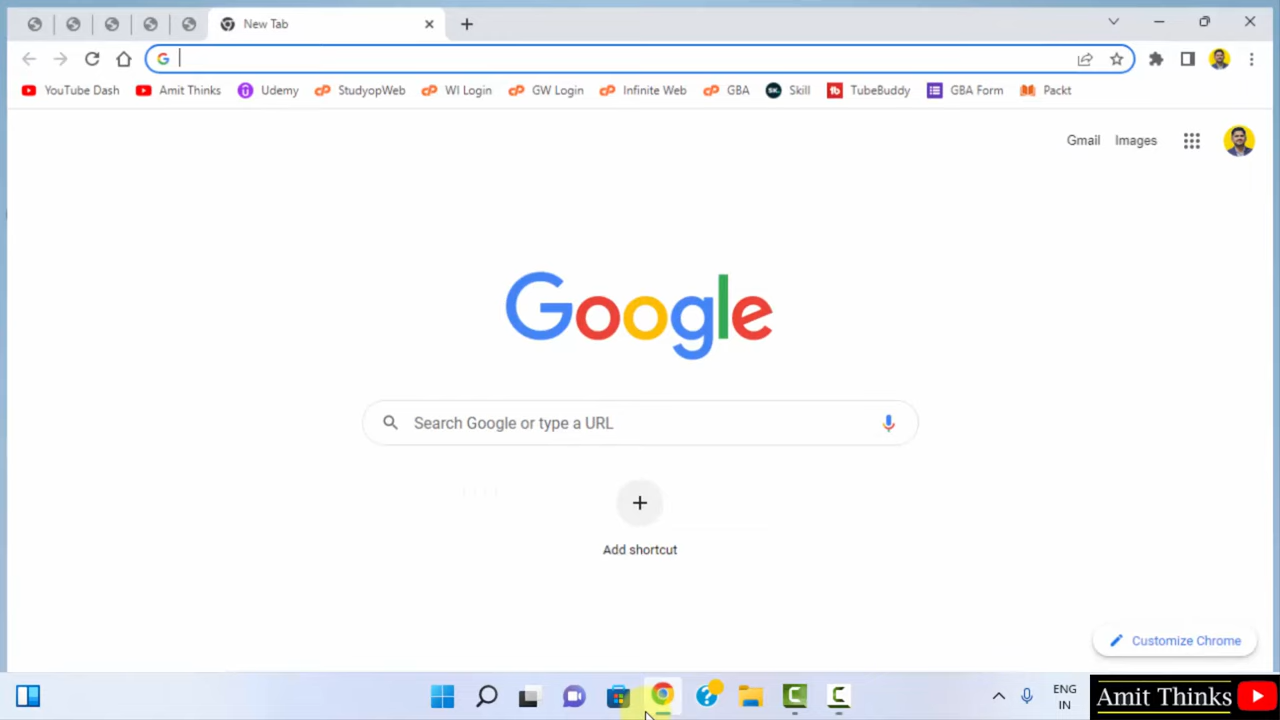 New Tab
YouTube Dash Amit Thinks Udemy StudyopWeb WI Login GW Login Infinite Web GBA Skill TubeBuddy GBA Form Packt
Gmail Images
Google
Search Google or type a URL
Add shortcut
Customize Chrome
ENG
IN
Amit Thinks